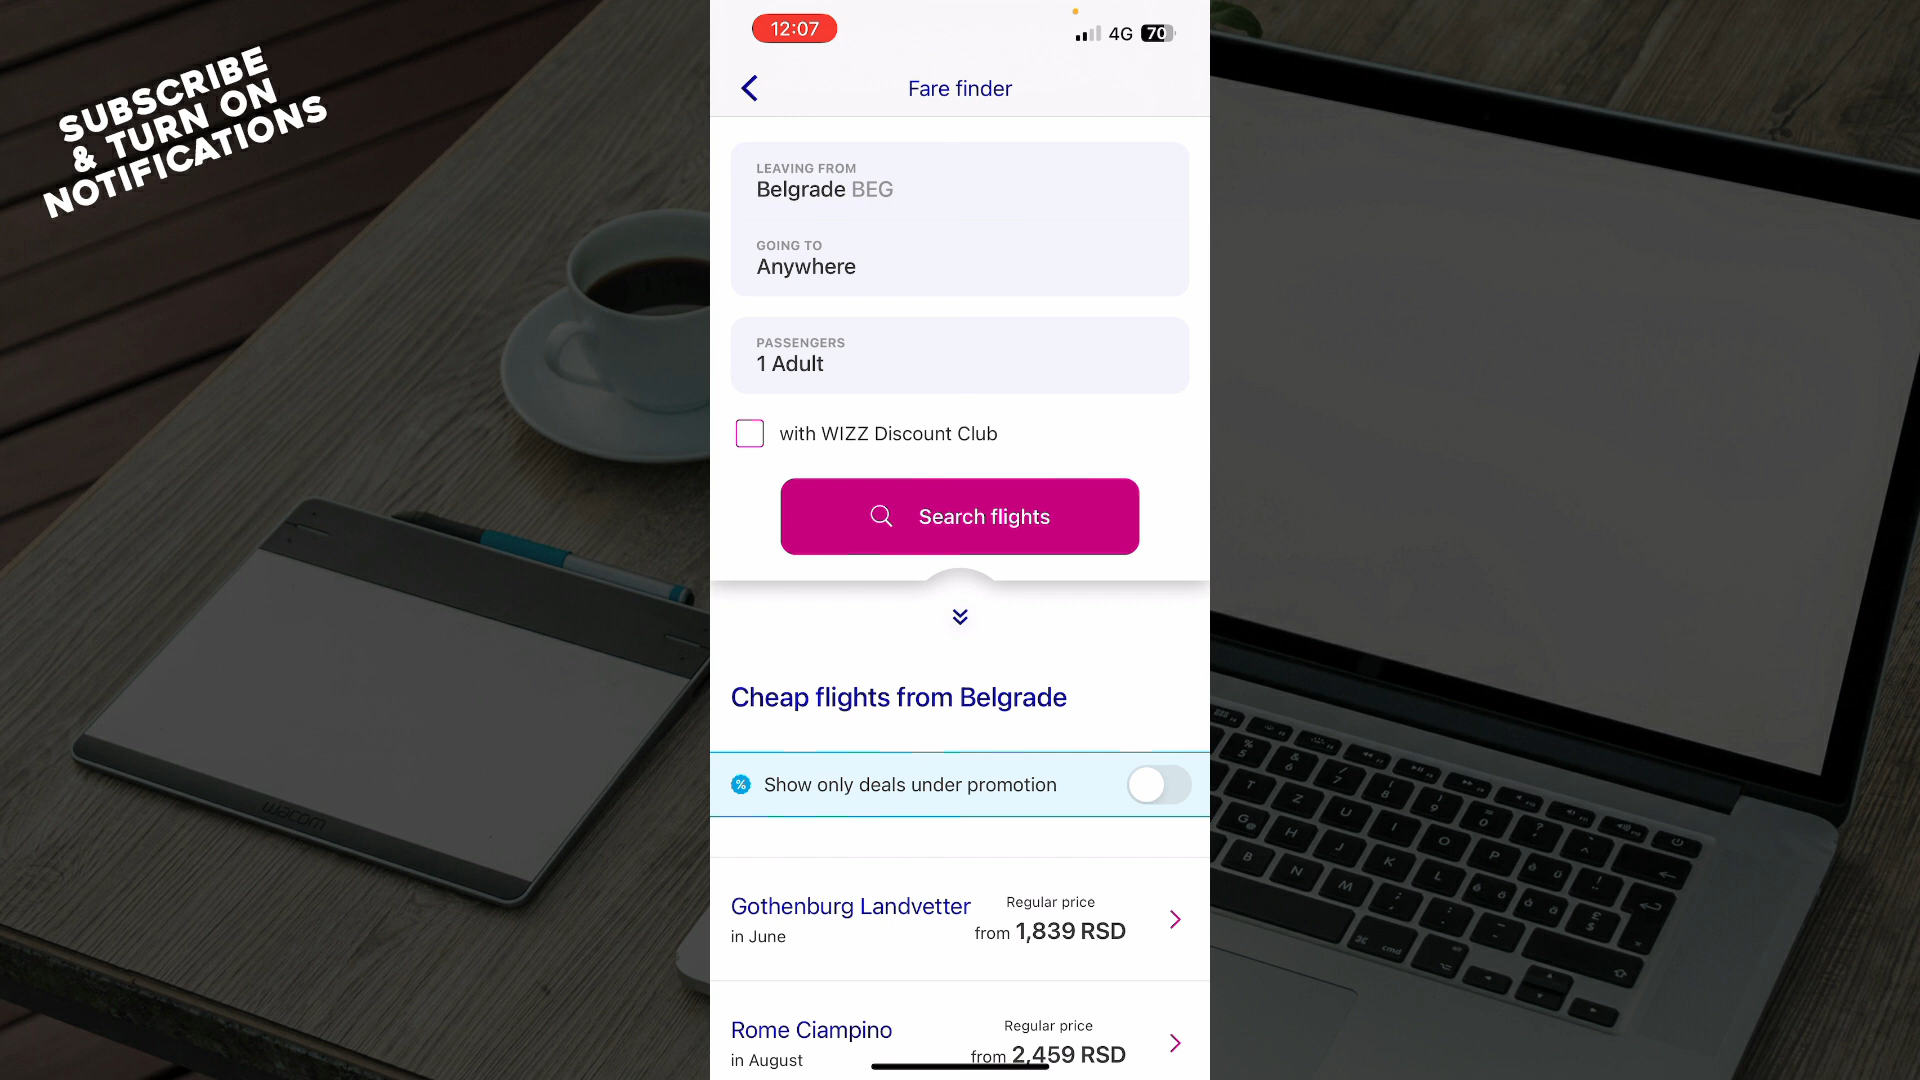 SUBSCRIBE
& TURN ON
NOTIFICATIONS
12:07
4G 70
Fare finder
LEAVING FROM
Belgrade BEG
GOING TO
Anywhere
PASSENGERS
1 Adult
with WIZZ Discount Club
Search flights
Cheap flights from Belgrade
% Show only deals under promotion
Gothenburg Landvetter
in June
Regular price
from 1,839 RSD
Rome Ciampino
in August
Regular price
from 2,459 RSD
wacom